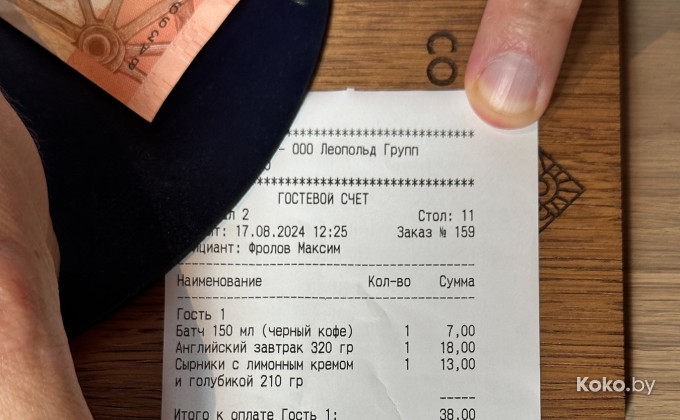 CO
************************
- ООО Леопольд Групп
************************
ГОСТЕВОЙ СЧЕТ
2 Стол: 11
17.08.2024 12:25 Заказ № 159
Фролов Максим
Наименование Кол-во Сумма
Гость 1
Батч 150 мл (черный кофе) 1 7,00
Английский завтрак 320 гр 1 18,00
Сырники с лимонным кремом 1 13,00
и голубикой 210 гр
Итого к оплате Гость 1: 38,00
Koko.by